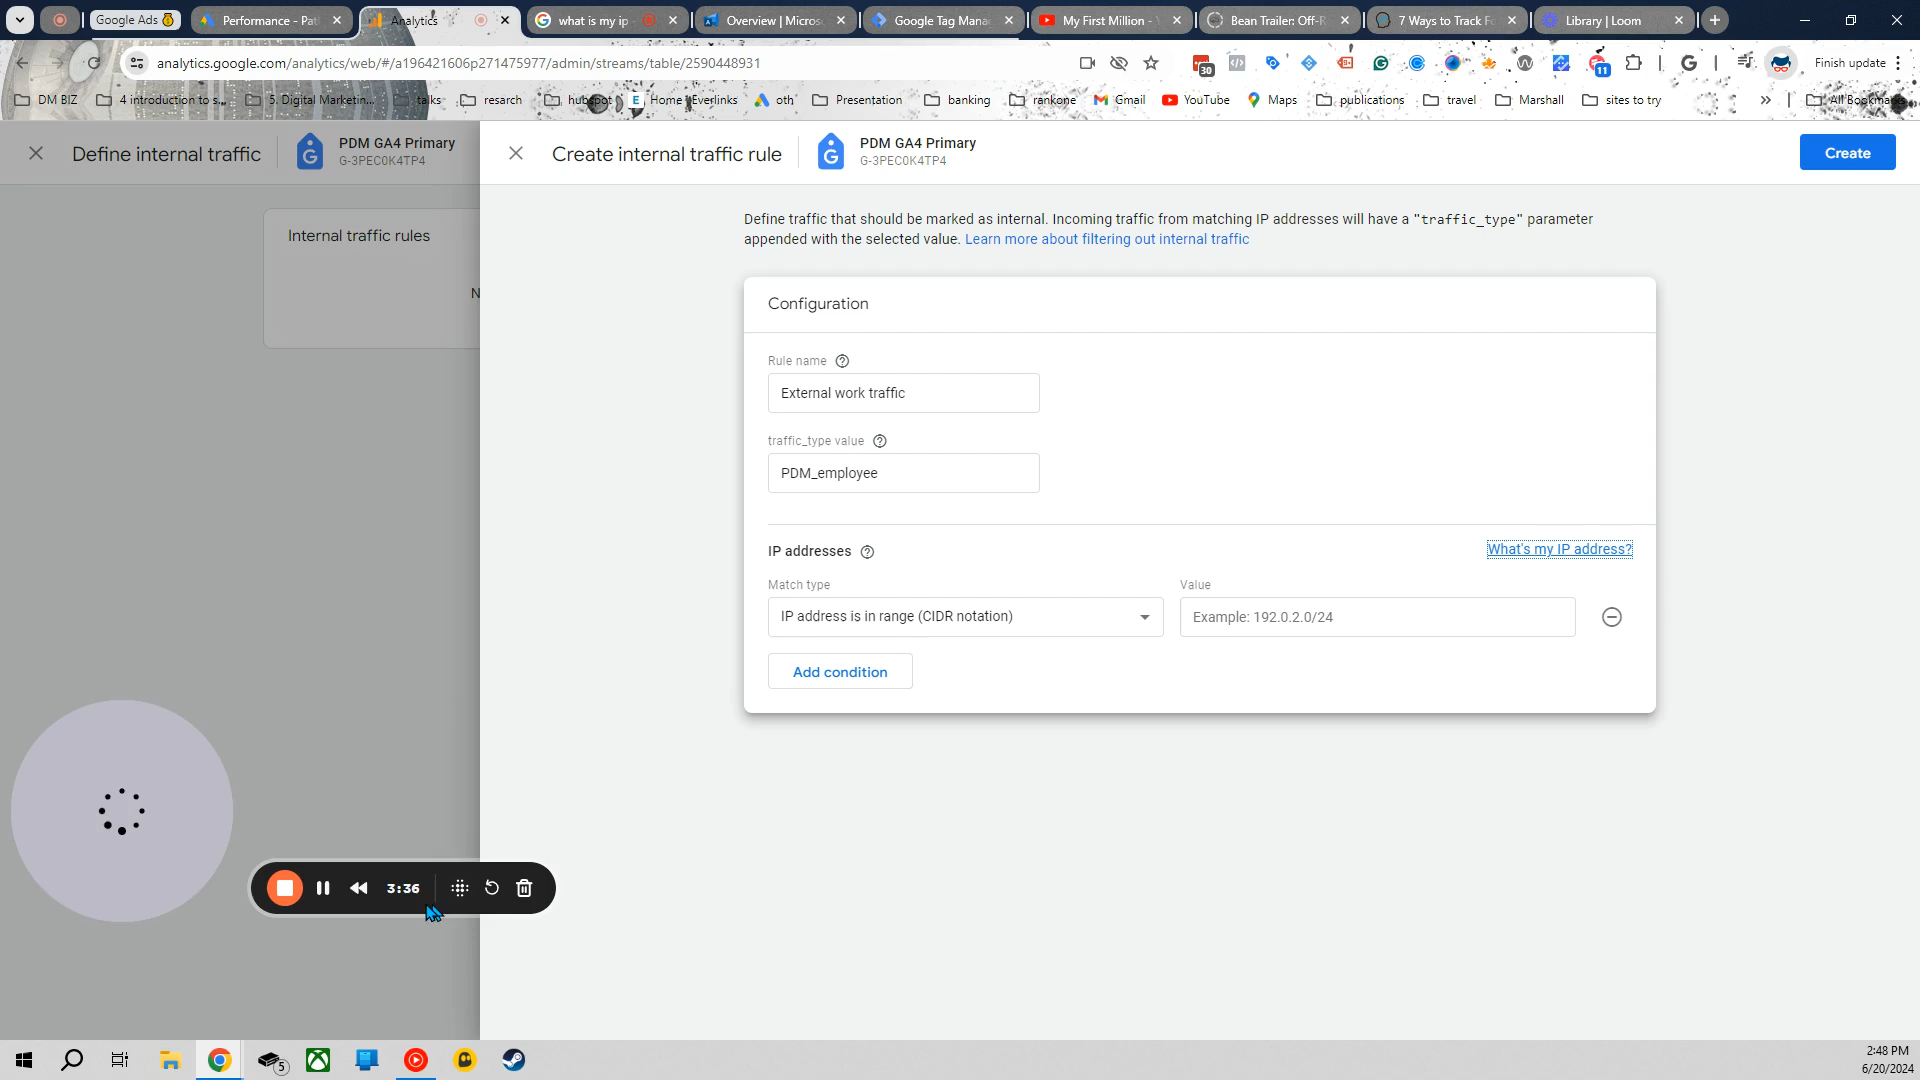 Google Ads
Performance - Pat
Analytics
what is my ip
Overview | Micros
Google Tag Mana
My First Million -
Bean Trailer: Off-R
7 Ways to Track F
Library | Loom
analytics.google.com/analytics/web/#/a196421606p271475977/admin/streams/table/2590448931
30
11
Finish update
DM BIZ
4 introduction to s...
5. Digital Marketin...
talks
resarch
hubspot
Home | Everlinks
oth
Presentation
banking
rankone
Gmail
YouTube
Maps
publications
travel
Marshall
sites to try
All Bookmarks
Define internal traffic
PDM GA4 Primary
G-3PEC0K4TP4
Create internal traffic rule
PDM GA4 Primary
G-3PEC0K4TP4
Create
Internal traffic rules
N
Define traffic that should be marked as internal. Incoming traffic from matching IP addresses will have a "traffic_type" parameter
appended with the selected value. Learn more about filtering out internal traffic
Configuration
Rule name
External work traffic
traffic_type value
PDM_employee
IP addresses
What's my IP address?
Match type
Value
IP address is in range (CIDR notation)
Example: 192.0.2.0/24
Add condition
3:36
5
2:48 PM
6/20/2024